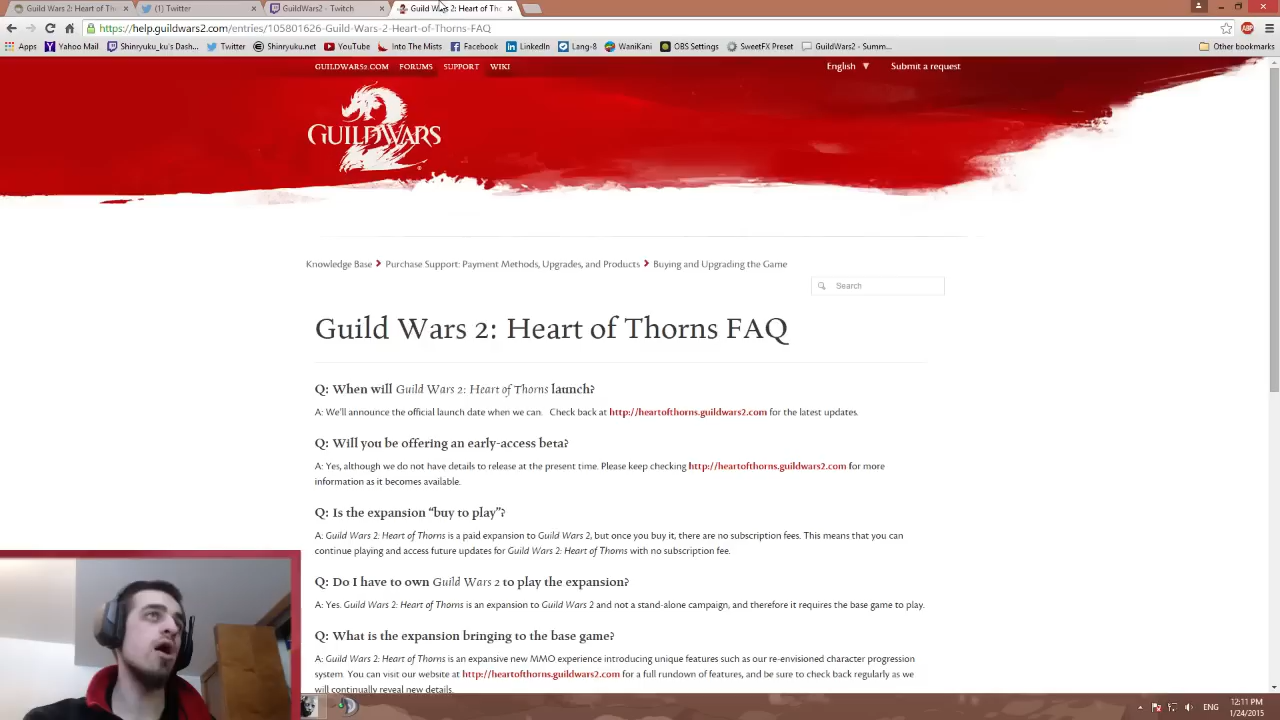 Guild Wars 2: Heart of Th
(1) Twitter
GuildWars2 - Twitch
Guild Wars 2: Heart of Tho
https://help.guildwars2.com/entries/105801626-Guild-Wars-2-Heart-of-Thorns-FAQ
Apps
Yahoo Mail
Shinryuku_ku's Dash...
Shinryuku.net
YouTube
Into The Mists
Facebook
LinkedIn
Lang-8
WaniKani
OBS Settings
SweetFX Preset
GuildWars2 - Summ...
Other bookmarks
GUILDWARS2.COM FORUMS SUPPORT WIKI
English
Submit a request
GUILDWARS
Knowledge Base > Purchase Support: Payment Methods, Upgrades, and Products > Buying and Upgrading the Game
Search
Guild Wars 2: Heart of Thorns FAQ
Q: When will Guild Wars 2: Heart of Thorns launch?
A: We'll announce the official launch date when we can. Check back at http://heartofthorns.guildwars2.com for the latest updates.
Q: Will you be offering an early-access beta?
A: Yes, although we do not have details to release at the present time. Please keep checking http://heartofthorns.guildwars2.com for more
information as it becomes available.
Q: Is the expansion “buy to play”?
A: Guild Wars 2: Heart of Thorns is a paid expansion to Guild Wars 2, but once you buy it, there are no subscription fees. This means that you can
continue playing and access future updates for Guild Wars 2: Heart of Thorns with no subscription fee.
Q: Do I have to own Guild Wars 2 to play the expansion?
A: Yes. Guild Wars 2: Heart of Thorns is an expansion to Guild Wars 2 and not a stand-alone campaign, and therefore it requires the base game to play.
Q: What is the expansion bringing to the base game?
A: Guild Wars 2: Heart of Thorns is an expansive new MMO experience introducing unique features such as our re-envisioned character progression
system. You can visit our website at http://heartofthorns.guildwars2.com for a full rundown of features, and be sure to check back regularly as we
will continually reveal new details.
ENG
12:11 PM
1/24/2015